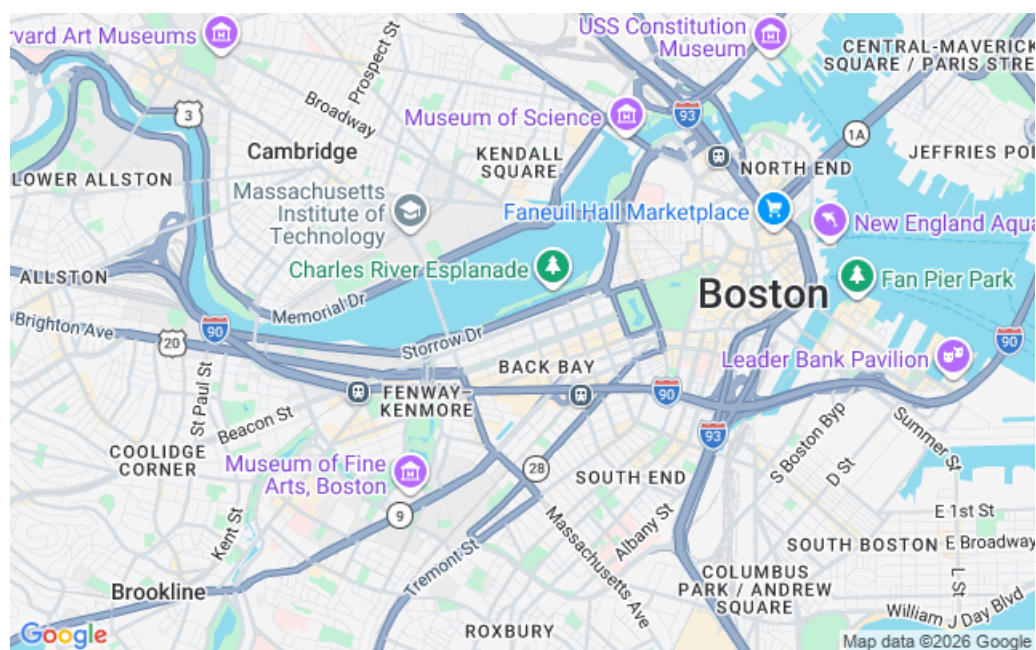 rvard Art Museums
USS Constitution
Museum
CENTRAL-MAVERICK
SQUARE / PARIS STRE
Prospect St
3
Broadway
Museum of Science
93
1A
Cambridge
KENDALL
SQUARE
NORTH END
JEFFRIES POI
LOWER ALLSTON
Massachusetts
Institute of
Technology
Faneuil Hall Marketplace
New England Aqua
ALLSTON
Charles River Esplanade
Fan Pier Park
Boston
Memorial Dr
Brighton Ave
90
20
Storrow Dr
90
Leader Bank Pavilion
BACK BAY
St Paul St
FENWAY–
KENMORE
90
Beacon St
93
S Boston Byp
Summer St
COOLIDGE
CORNER
Museum of Fine
Arts, Boston
28
SOUTH END
D St
9
Kent St
Massachusetts Ave
Albany St
E 1st St
Tremont St
SOUTH BOSTON
E Broadway
COLUMBUS
PARK / ANDREW
SQUARE
L St
Brookline
William J Day Blvd
ROXBURY
Google
Map data ©2026 Google